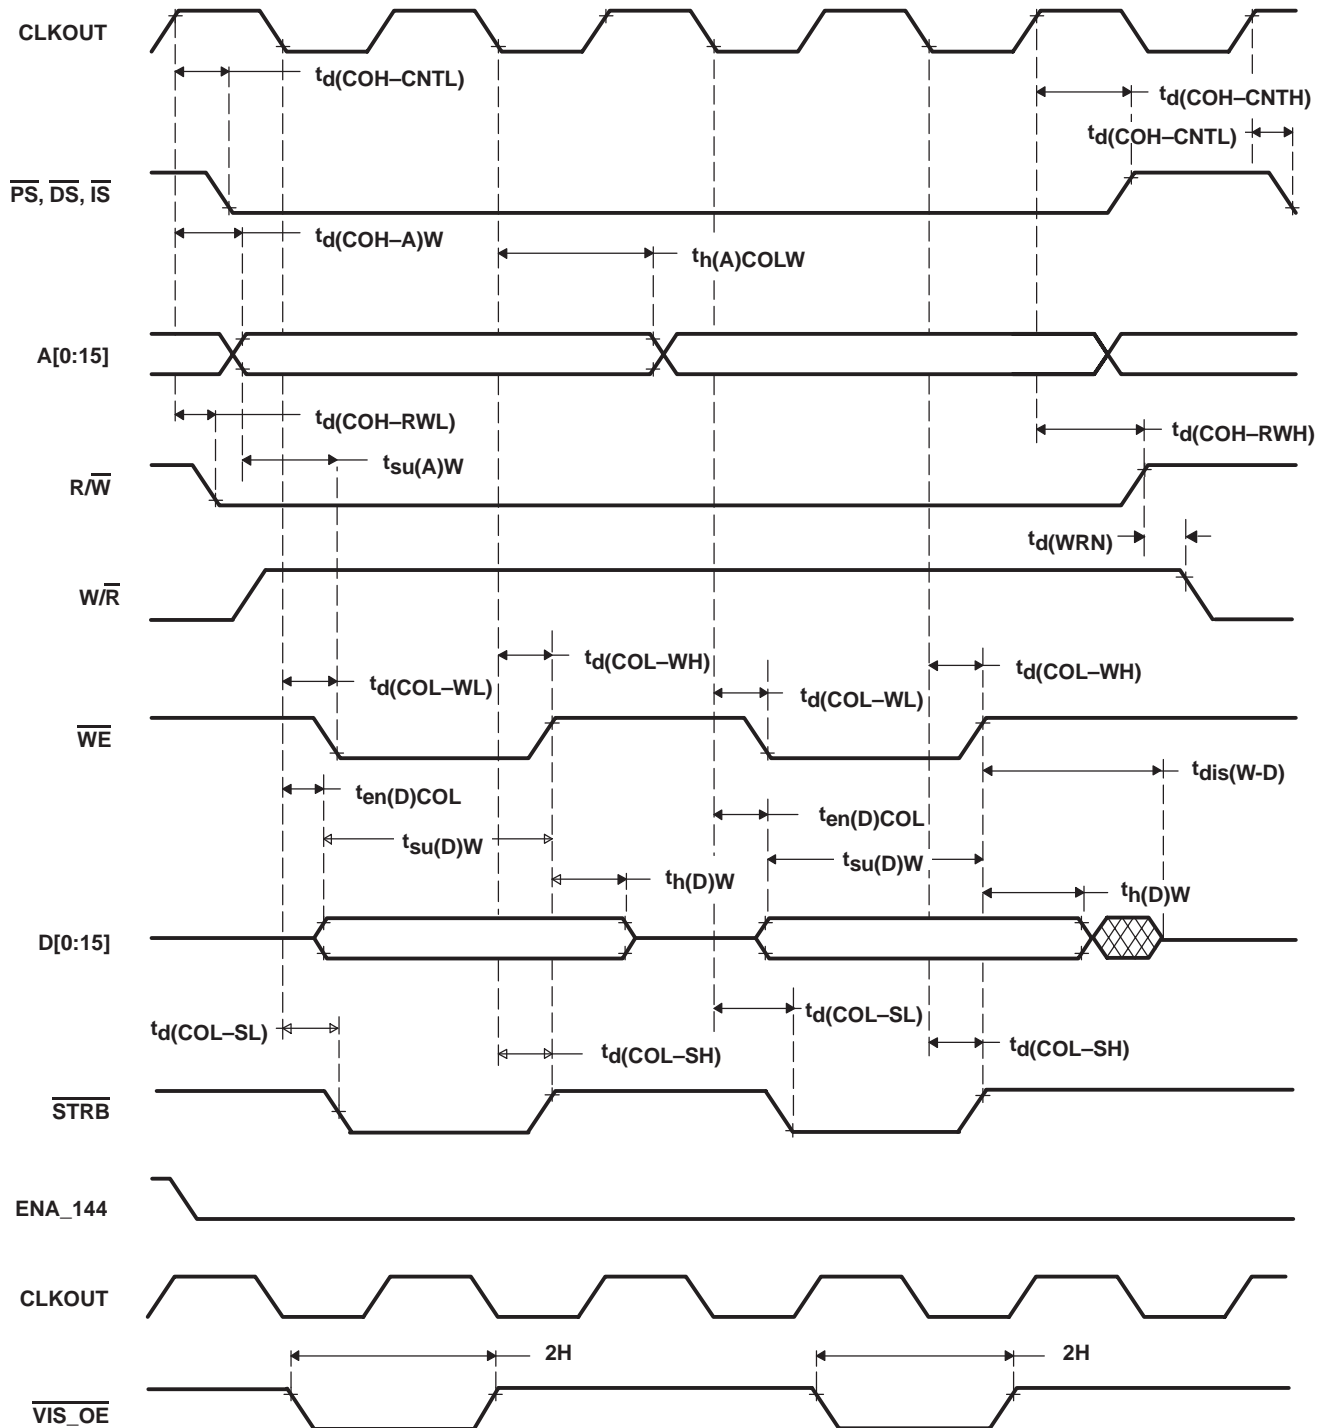 CLKOUT
td(COH–CNTL)
td(COH–CNTH)
td(COH–CNTL)
PS, DS, IS
td(COH–A)W
th(A)COLW
A[0:15]
td(COH–RWL)
td(COH–RWH)
tsu(A)W
R/W
td(WRN)
W/R
td(COL–WH)
td(COL–WH)
td(COL–WL)
td(COL–WL)
WE
tdis(W-D)
ten(D)COL
ten(D)COL
tsu(D)W
tsu(D)W
th(D)W
th(D)W
D[0:15]
td(COL–SL)
td(COL–SL)
td(COL–SH)
td(COL–SH)
STRB
ENA_144
CLKOUT
2H
2H
VIS_OE